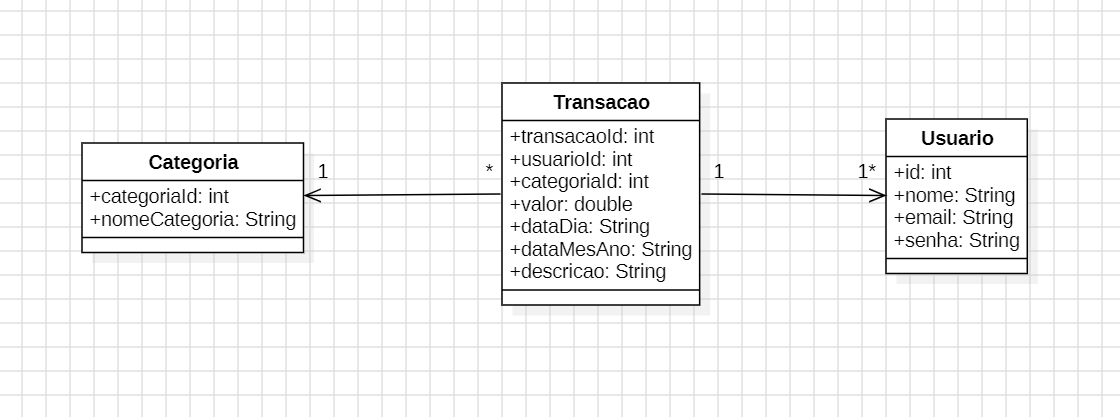 Categoria
+categoriaId: int
+nomeCategoria: String
1
*
Transacao
+transacaoId: int
+usuarioId: int
+categoriaId: int
+valor: double
+dataDia: String
+dataMesAno: String
+descricao: String
1
1*
Usuario
+id: int
+nome: String
+email: String
+senha: String